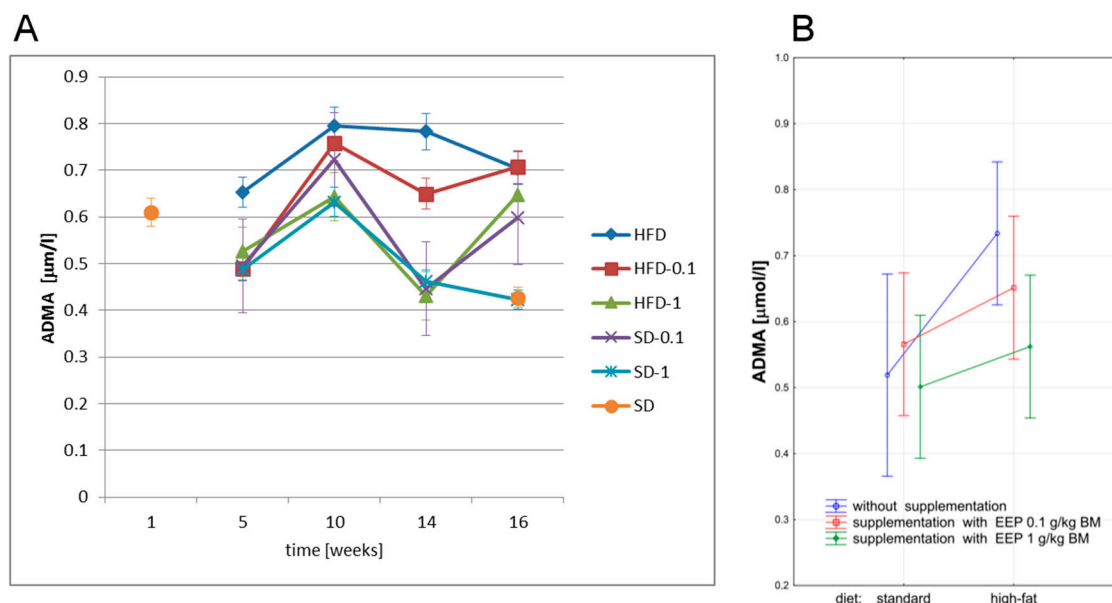 A
0.9
0.8
0.7
0.6
0.5
0.4
0.3
0.2
0.1
0
ADMA [µm/l]
1 5 10 14 16
time [weeks]
HFD
HFD-0.1
HFD-1
SD-0.1
SD-1
SD
B
1.0
0.9
0.8
0.7
0.6
0.5
0.4
0.3
0.2
ADMA [µmol/l]
without supplementation
supplementation with EEP 0.1 g/kg BM
supplementation with EEP 1 g/kg BM
diet: standard high-fat